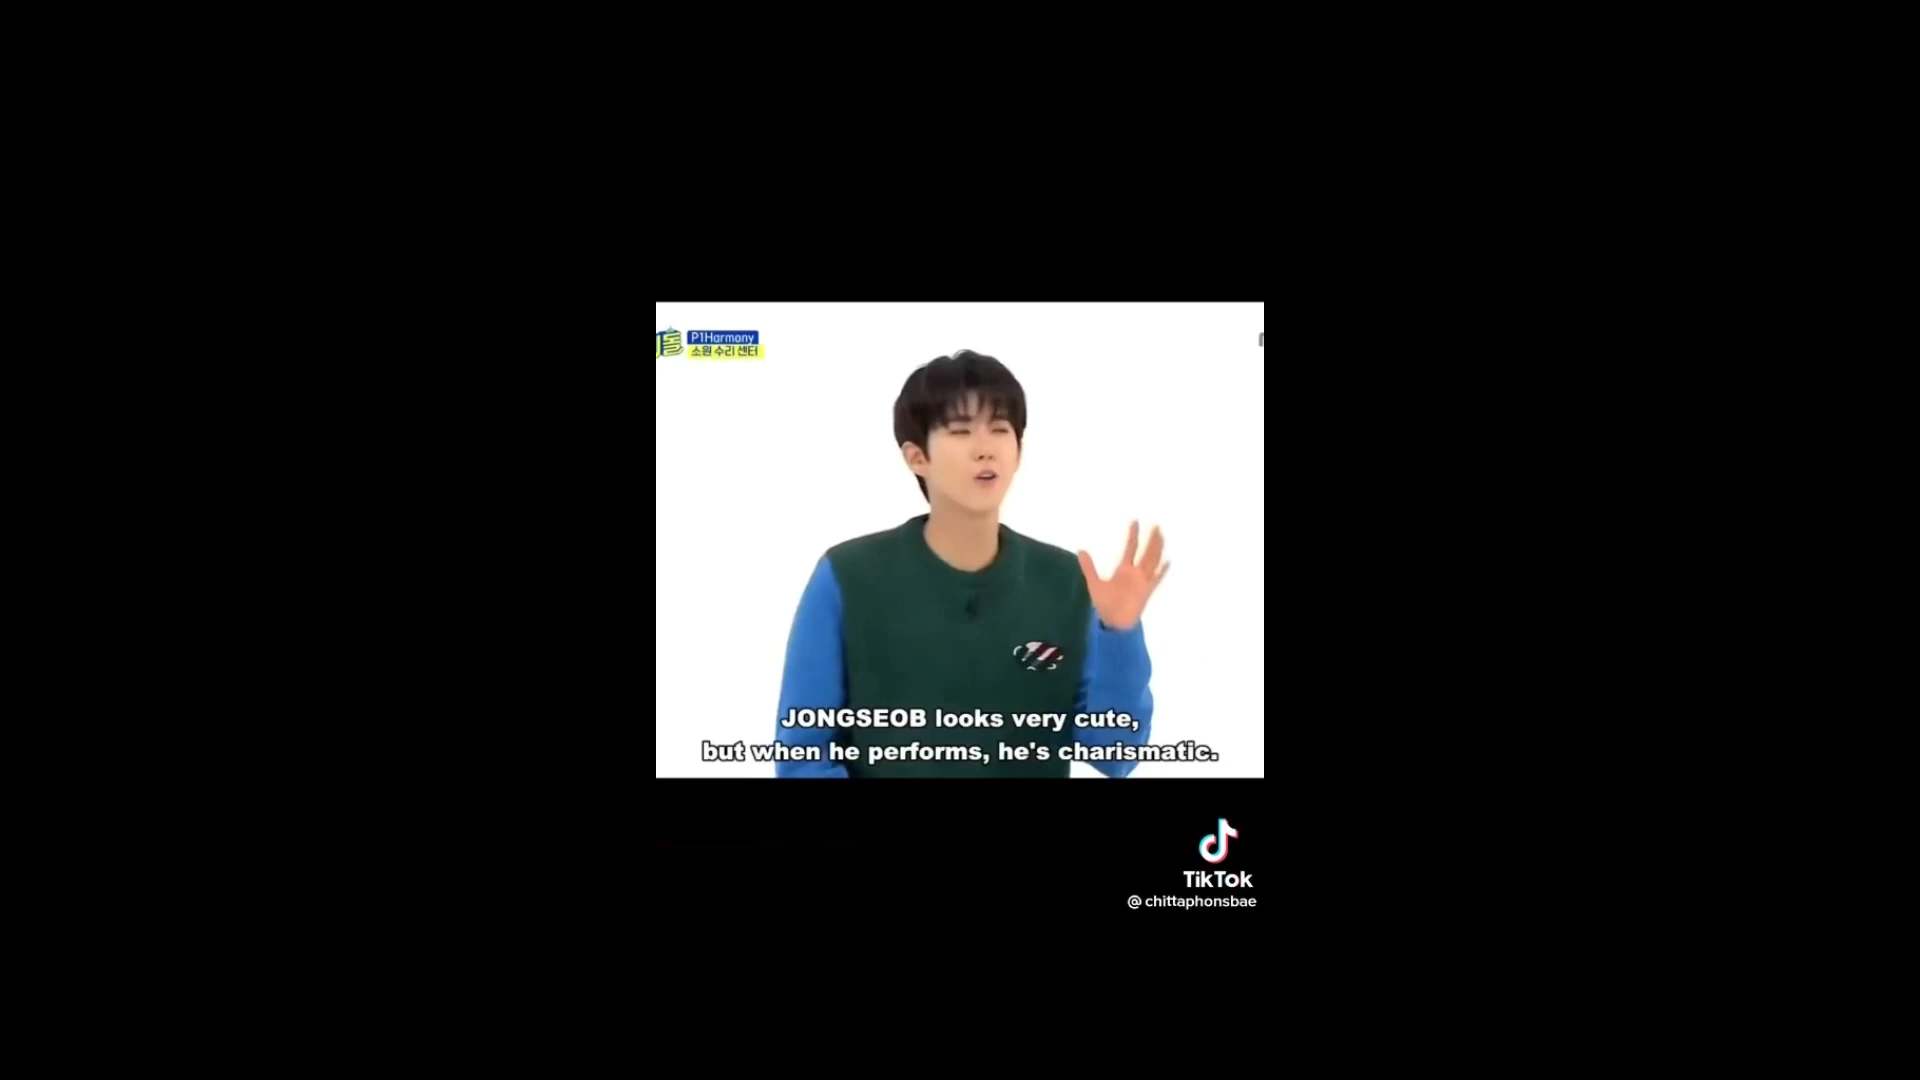 돌
P1Harmony
소원 수리 센터
JONGSEOB looks very cute,
but when he performs, he's charismatic.
TikTok
@chittaphonsbae